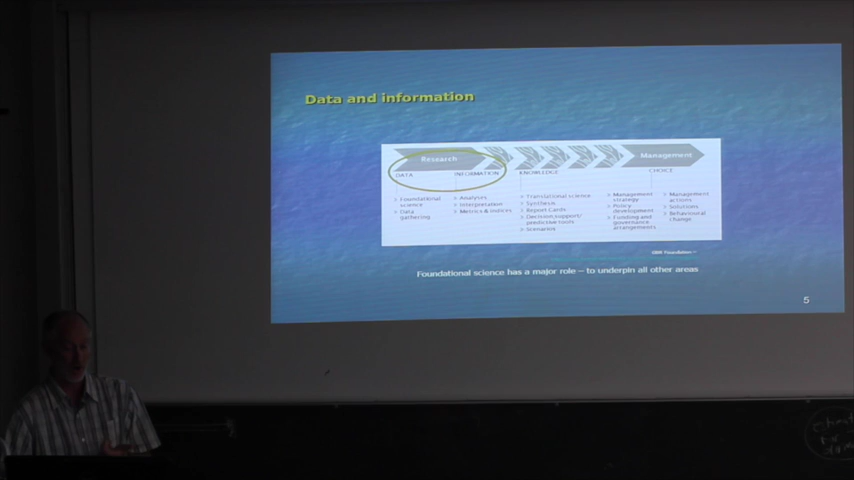 Data and information
Research
Management
DATA
INFORMATION
KNOWLEDGE
CHOICE
> Foundational
science
> Data
gathering
> Analyses
> Interpretation
> Metrics & indices
> Translational science
> Synthesis
> Report Cards
> Decision/support/
predictive tools
> Scenarios
> Management
strategy
> Policy
development
> Funding and
governance
arrangements
> Management
actions
> Solutions
> Behavioural
change
Foundation
Foundational science has a major role – to underpin all other areas
5